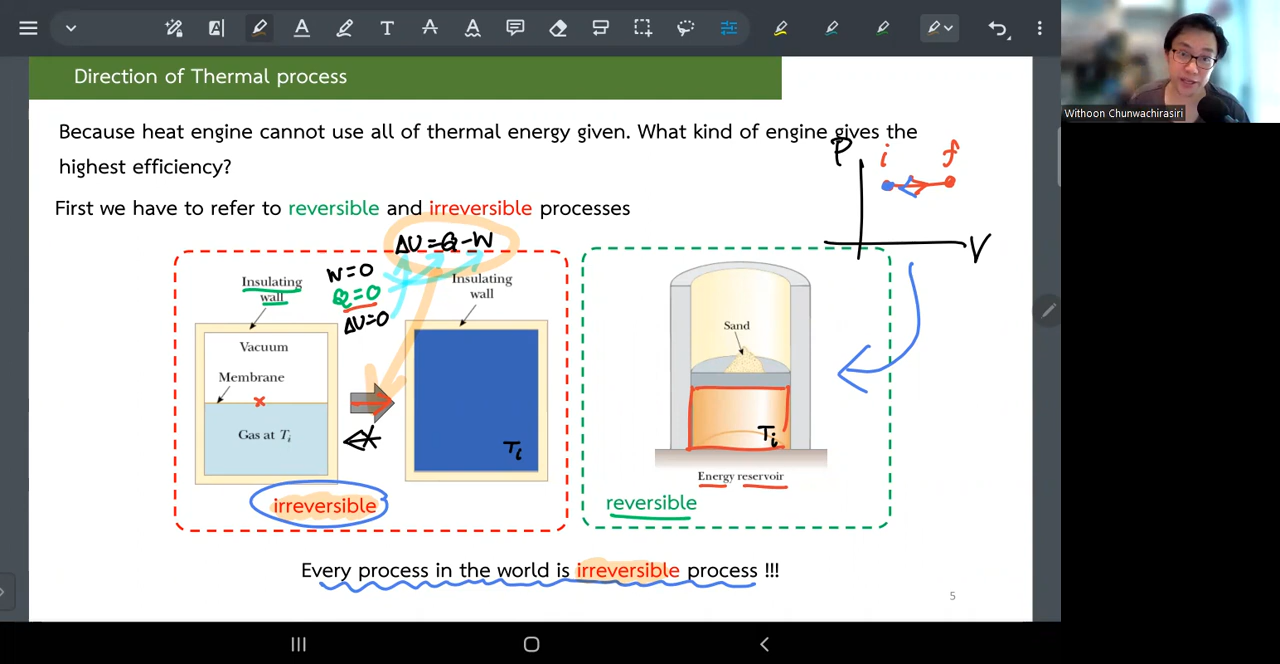 Withoon Chunwachirasiri
Direction of Thermal process
Because heat engine cannot use all of thermal energy given. What kind of engine gives the
highest efficiency?
First we have to refer to reversible and irreversible processes
P
i
f
V
ΔU=Q-W
W=0
Q=0
ΔU=0
Insulating
wall
Vacuum
Membrane
Gas at Ti
Insulating
wall
Ti
irreversible
Sand
Ti
Energy reservoir
reversible
Every process in the world is irreversible process !!!
5